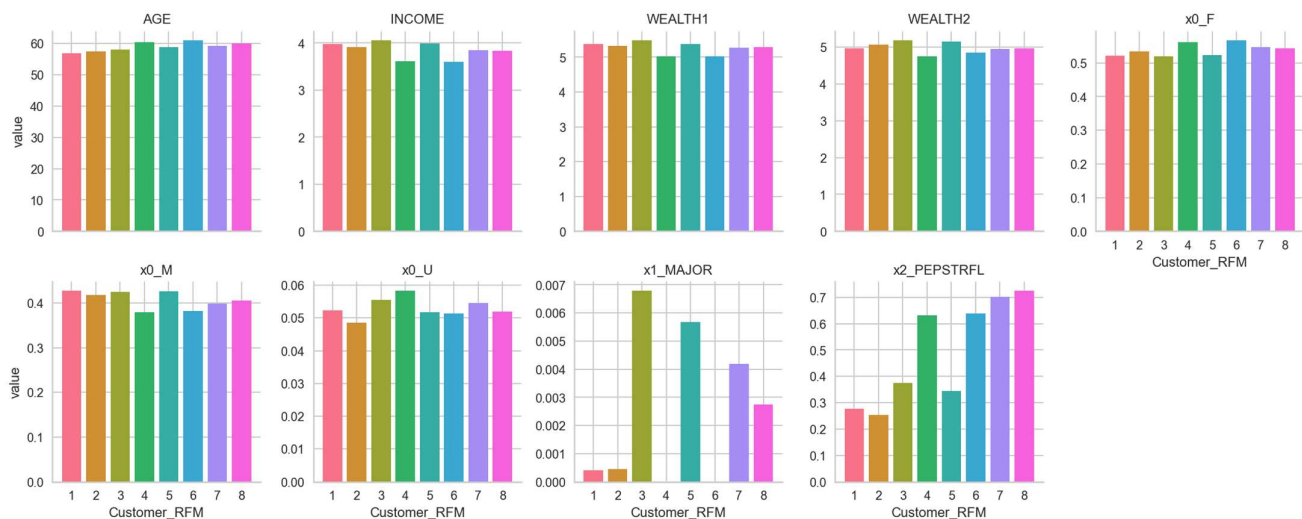 AGE
INCOME
WEALTH1
WEALTH2
x0_F
value
60
50
40
30
20
10
0
4
3
2
1
0
5
4
3
2
1
0
5
4
3
2
1
0
0.5
0.4
0.3
0.2
0.1
0.0
1 2 3 4 5 6 7 8
Customer_RFM
x0_M
x0_U
x1_MAJOR
x2_PEPSTRFL
value
0.4
0.3
0.2
0.1
0.0
0.06
0.05
0.04
0.03
0.02
0.01
0.00
0.007
0.006
0.005
0.004
0.003
0.002
0.001
0.000
0.7
0.6
0.5
0.4
0.3
0.2
0.1
0.0
1 2 3 4 5 6 7 8
1 2 3 4 5 6 7 8
1 2 3 4 5 6 7 8
1 2 3 4 5 6 7 8
Customer_RFM
Customer_RFM
Customer_RFM
Customer_RFM